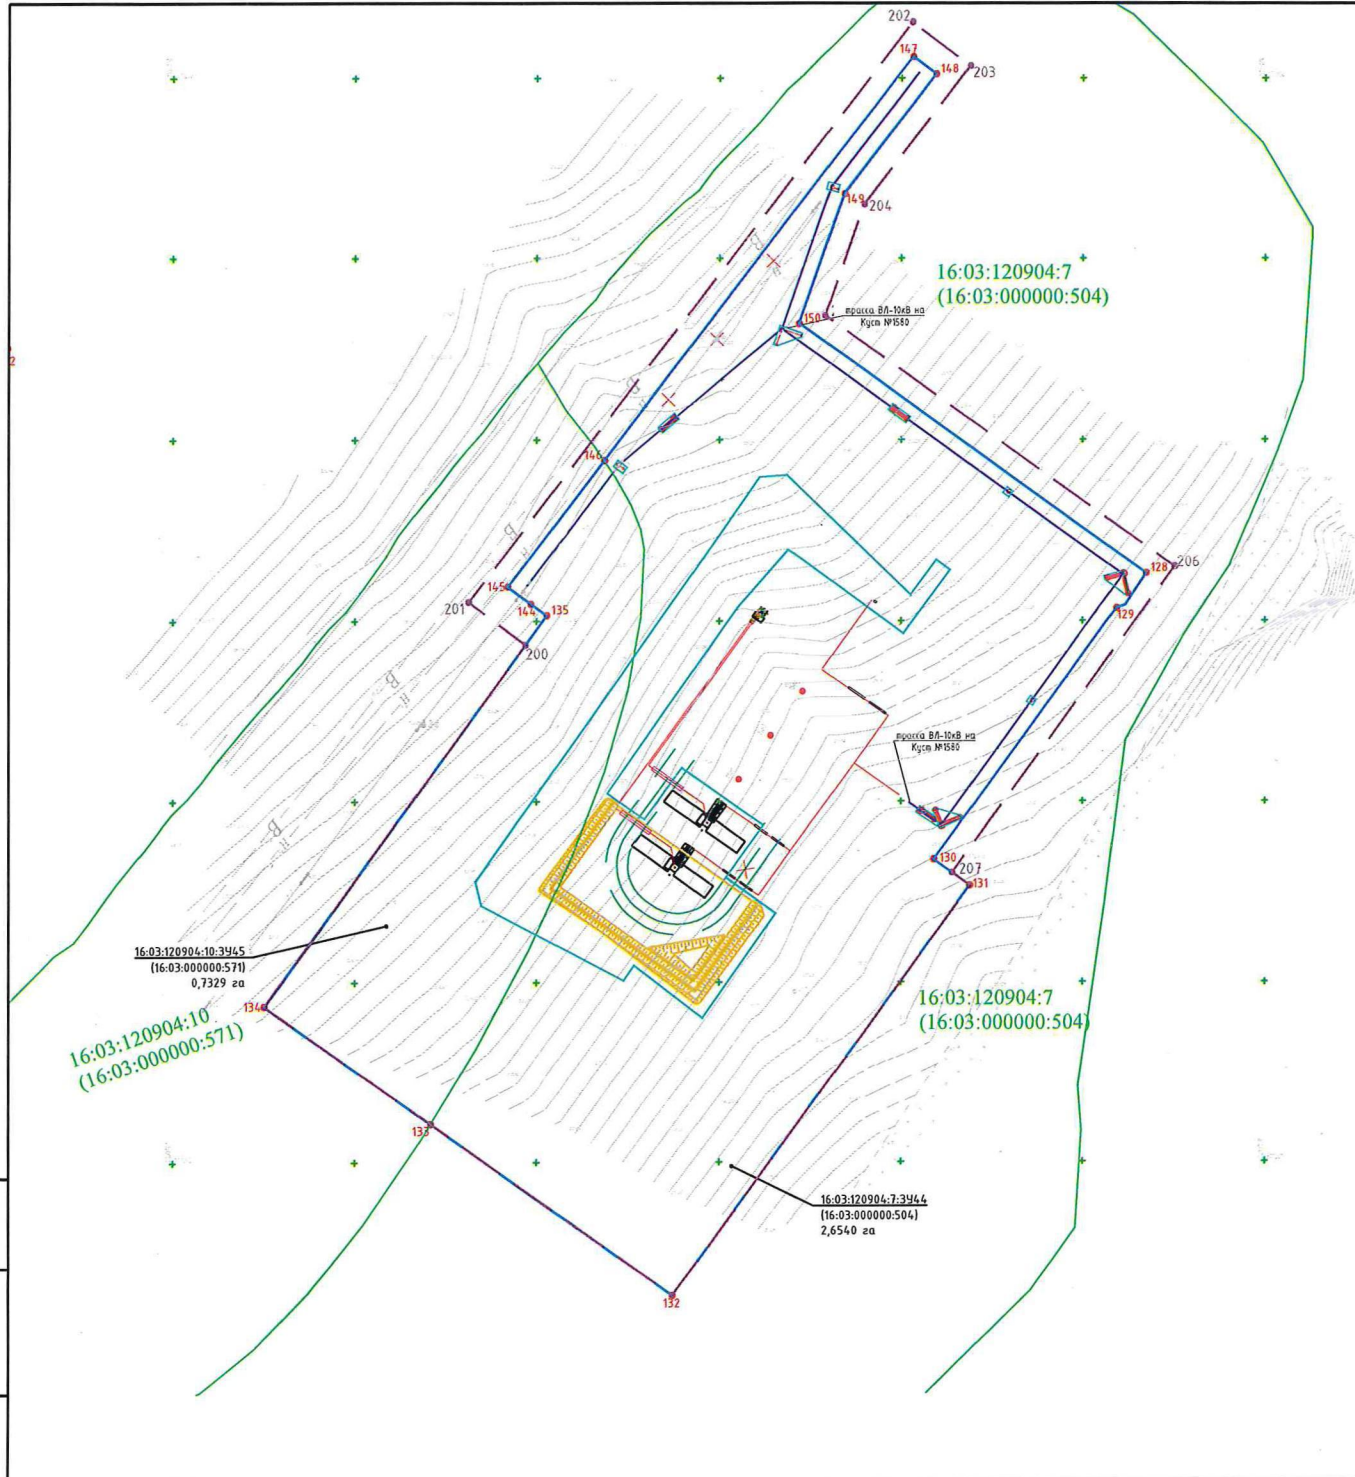 202
147
148
203
149
204
16:03:120904:7
(16:03:000000:504)
150
трасса ВЛ-10кВ на
Куст №1580
2
146
В
н
В
н
В
н
В
н
В
н
145
201
144
135
200
128
206
129
трасса ВЛ-10кВ на
Куст №1580
130
207
131
16:03:120904:10:ЗУ45
(16:03:000000:571)
0,7329 га
134
16:03:120904:10
(16:03:000000:571)
16:03:120904:7
(16:03:000000:504)
133
16:03:120904:7:ЗУ44
(16:03:000000:504)
2,6540 га
132